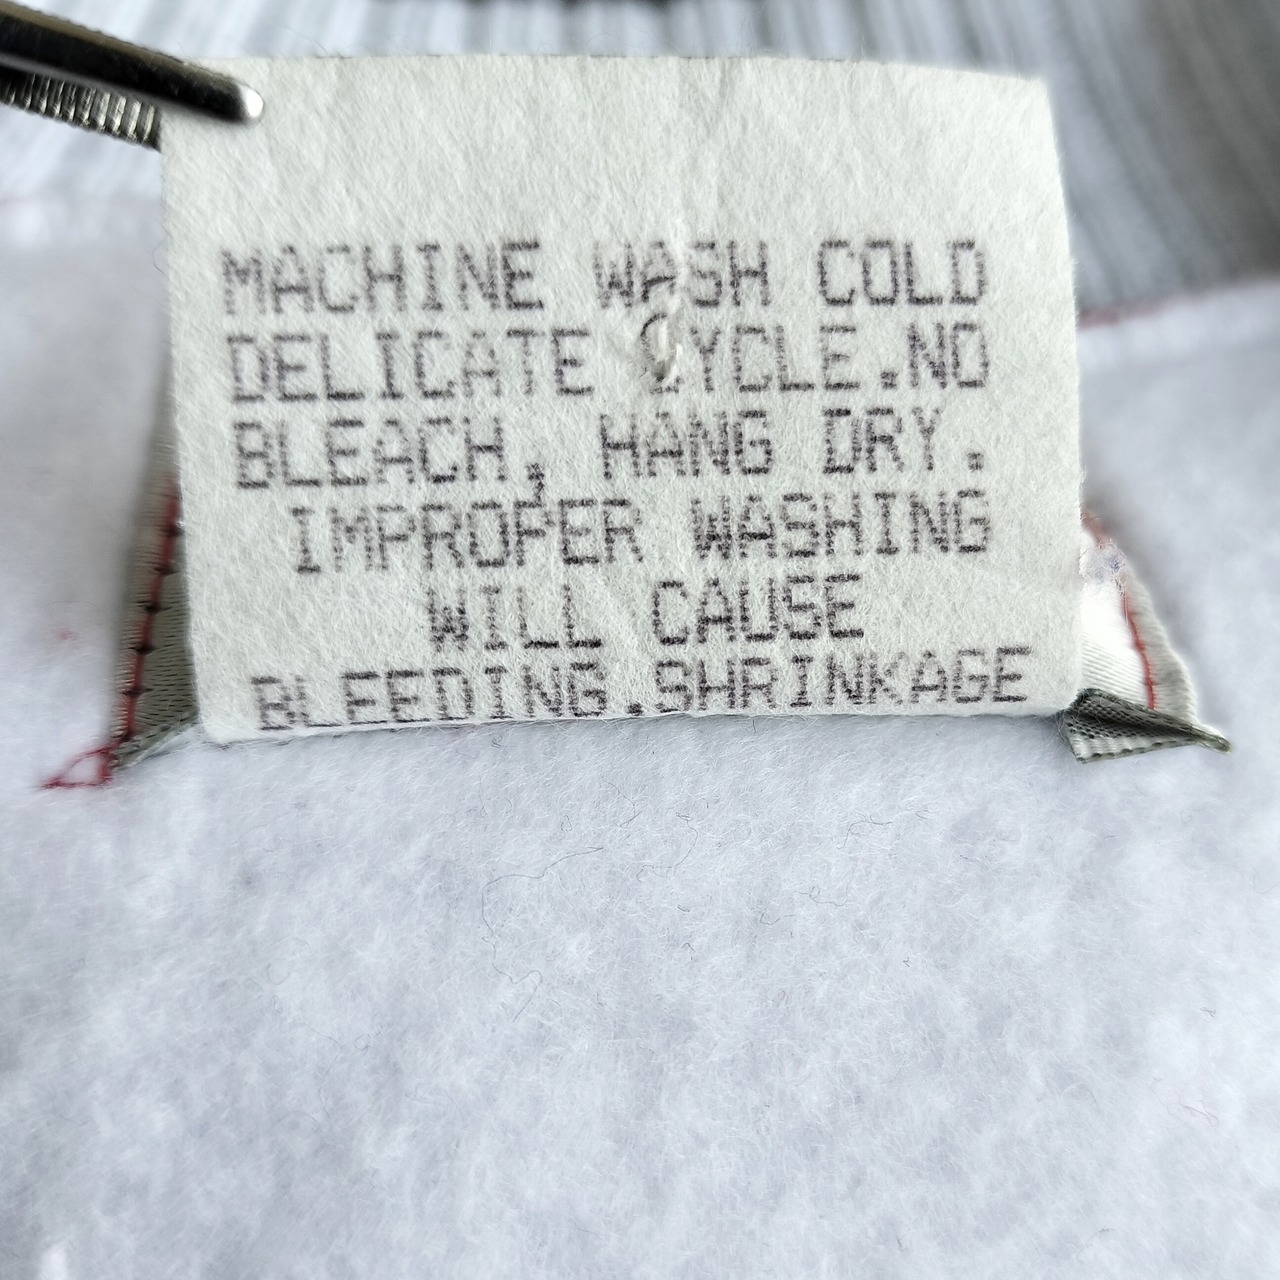 MACHINE WASH COLD
DELICATE CYCLE.NO
BLEACH, HANG DRY.
IMPROPER WASHING
WILL CAUSE
BLEEDING.SHRINKAGE